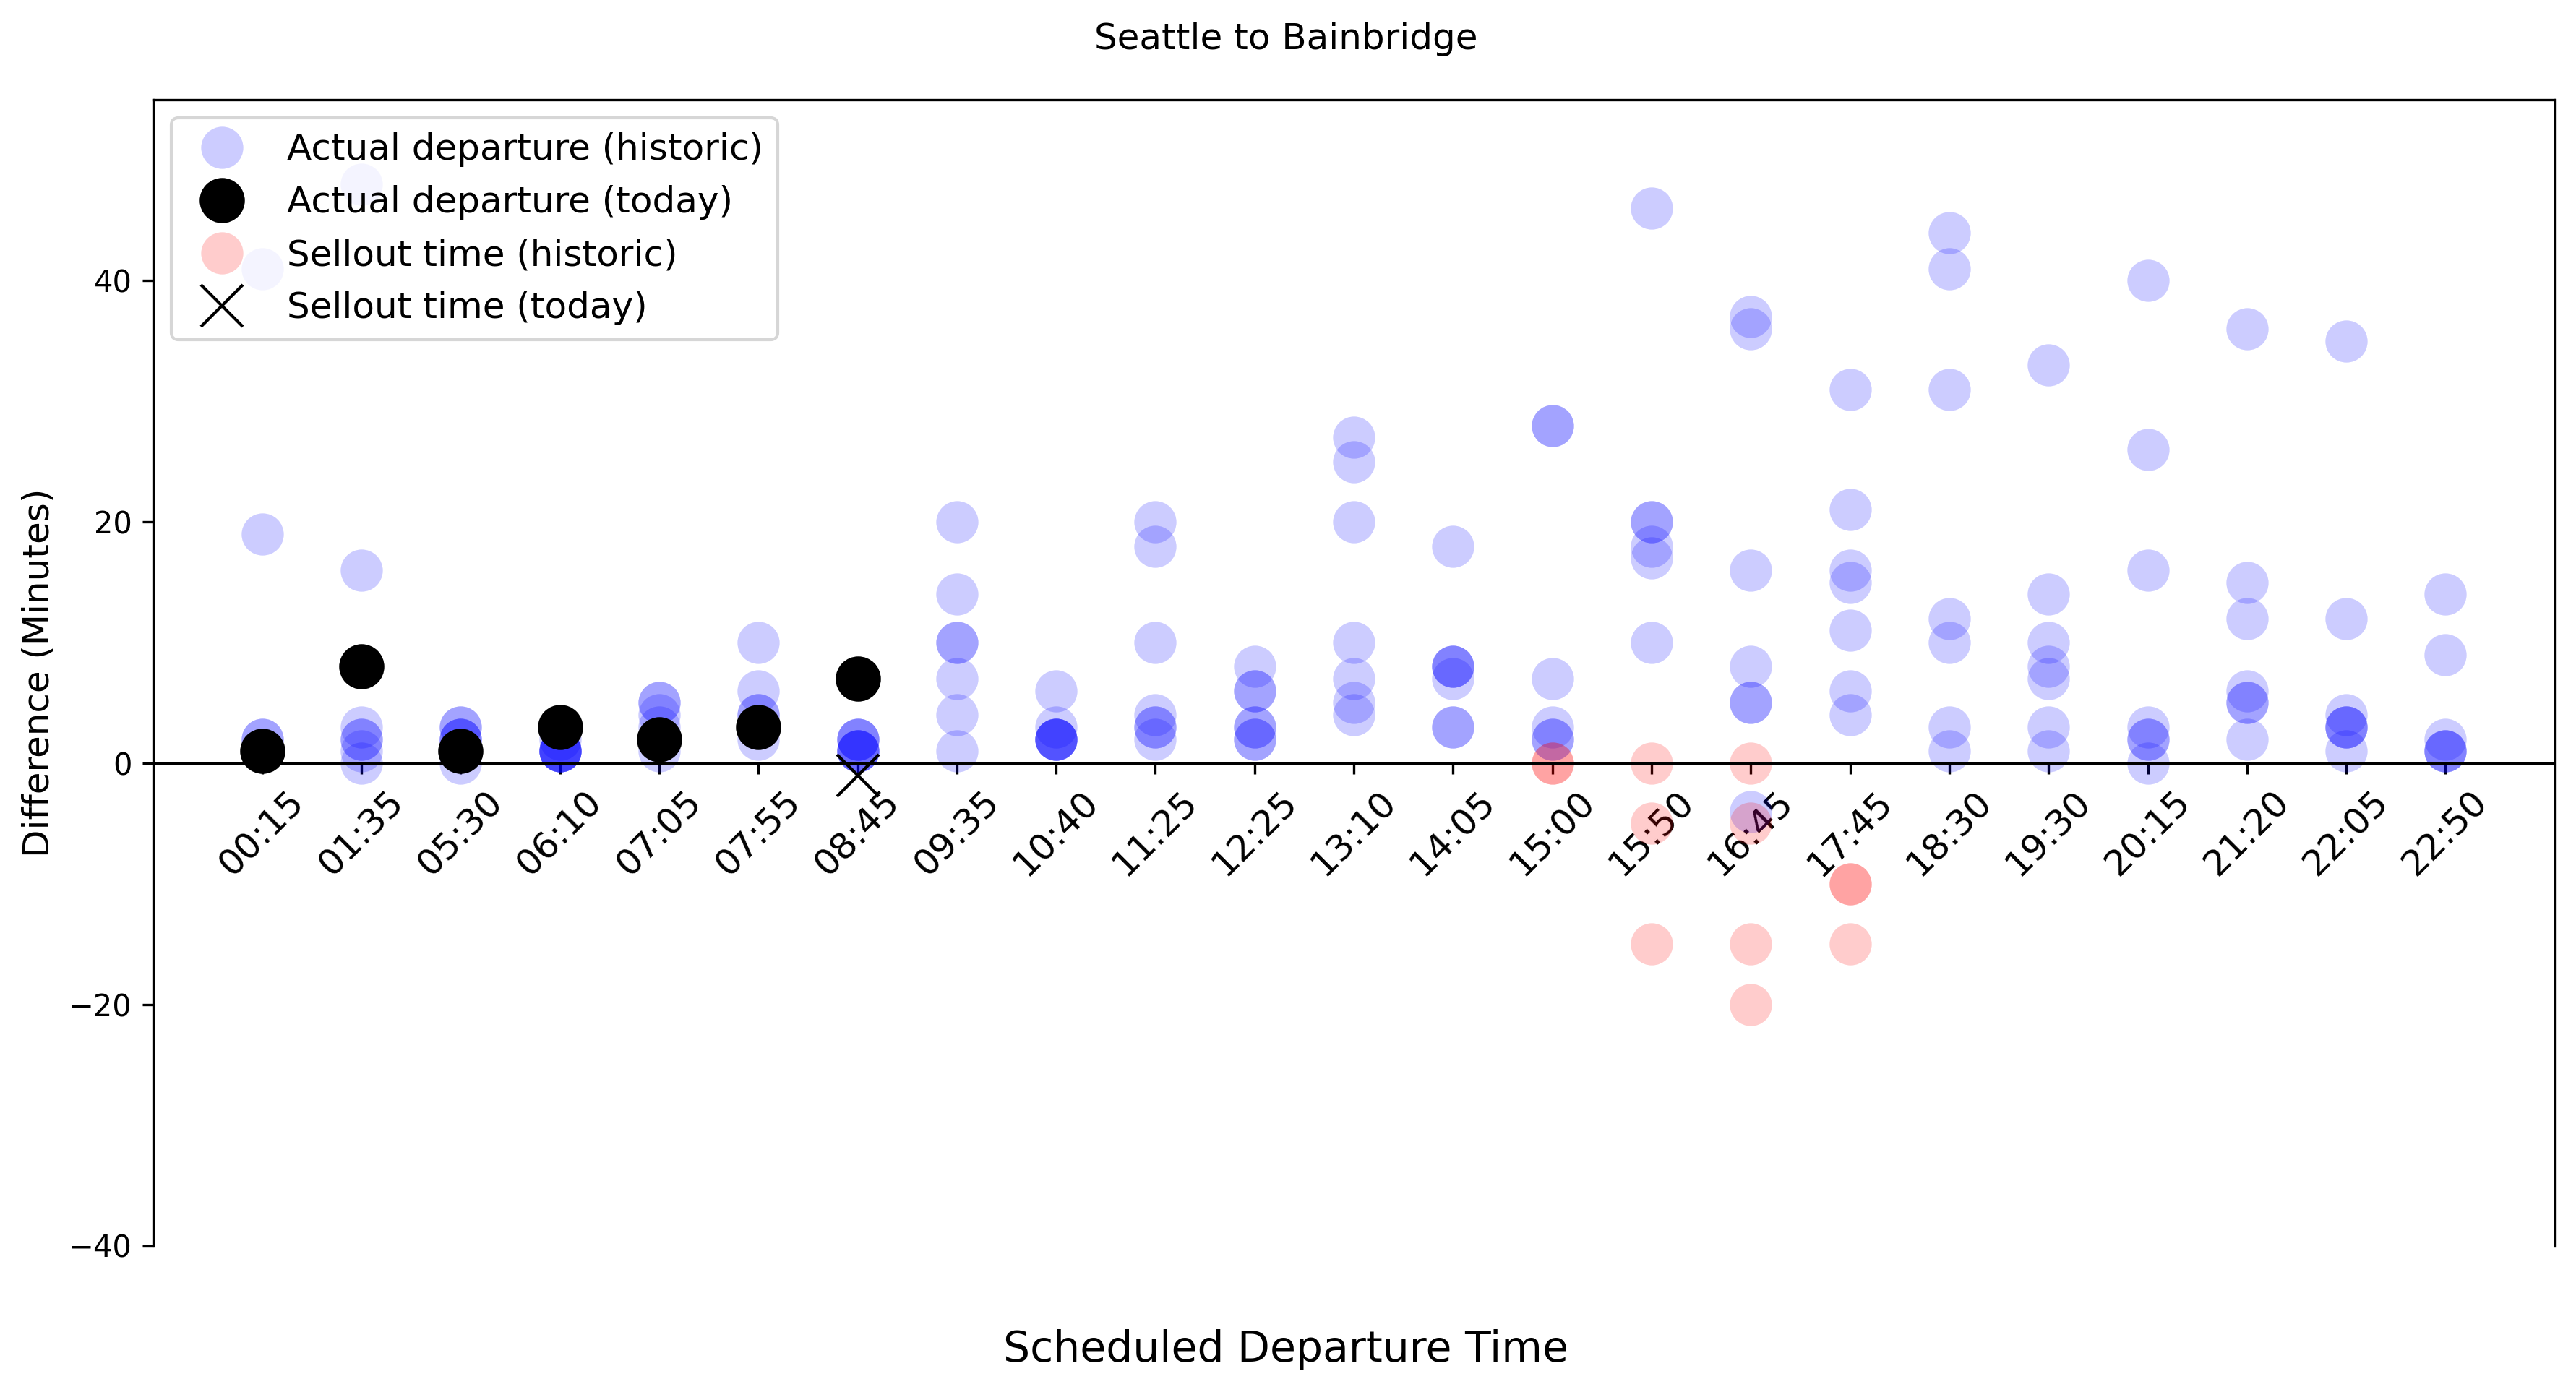 Seattle to Bainbridge
Actual departure (historic)
Actual departure (today)
Sellout time (historic)
Sellout time (today)
Difference (Minutes)
40
20
0
−20
−40
00:15 01:35 05:30 06:10 07:05 07:55 08:45 09:35 10:40 11:25 12:25 13:10 14:05 15:00 15:50 16:45 17:45 18:30 19:30 20:15 21:20 22:05 22:50
Scheduled Departure Time